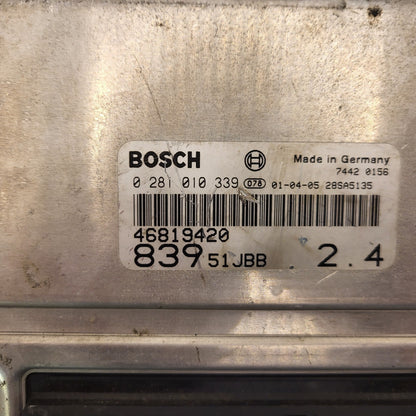 BOSCH Made in Germany
7442 0156
0 281 010 339 078 01-04-05 28SA5135
46819420
839 51JBB 2.4